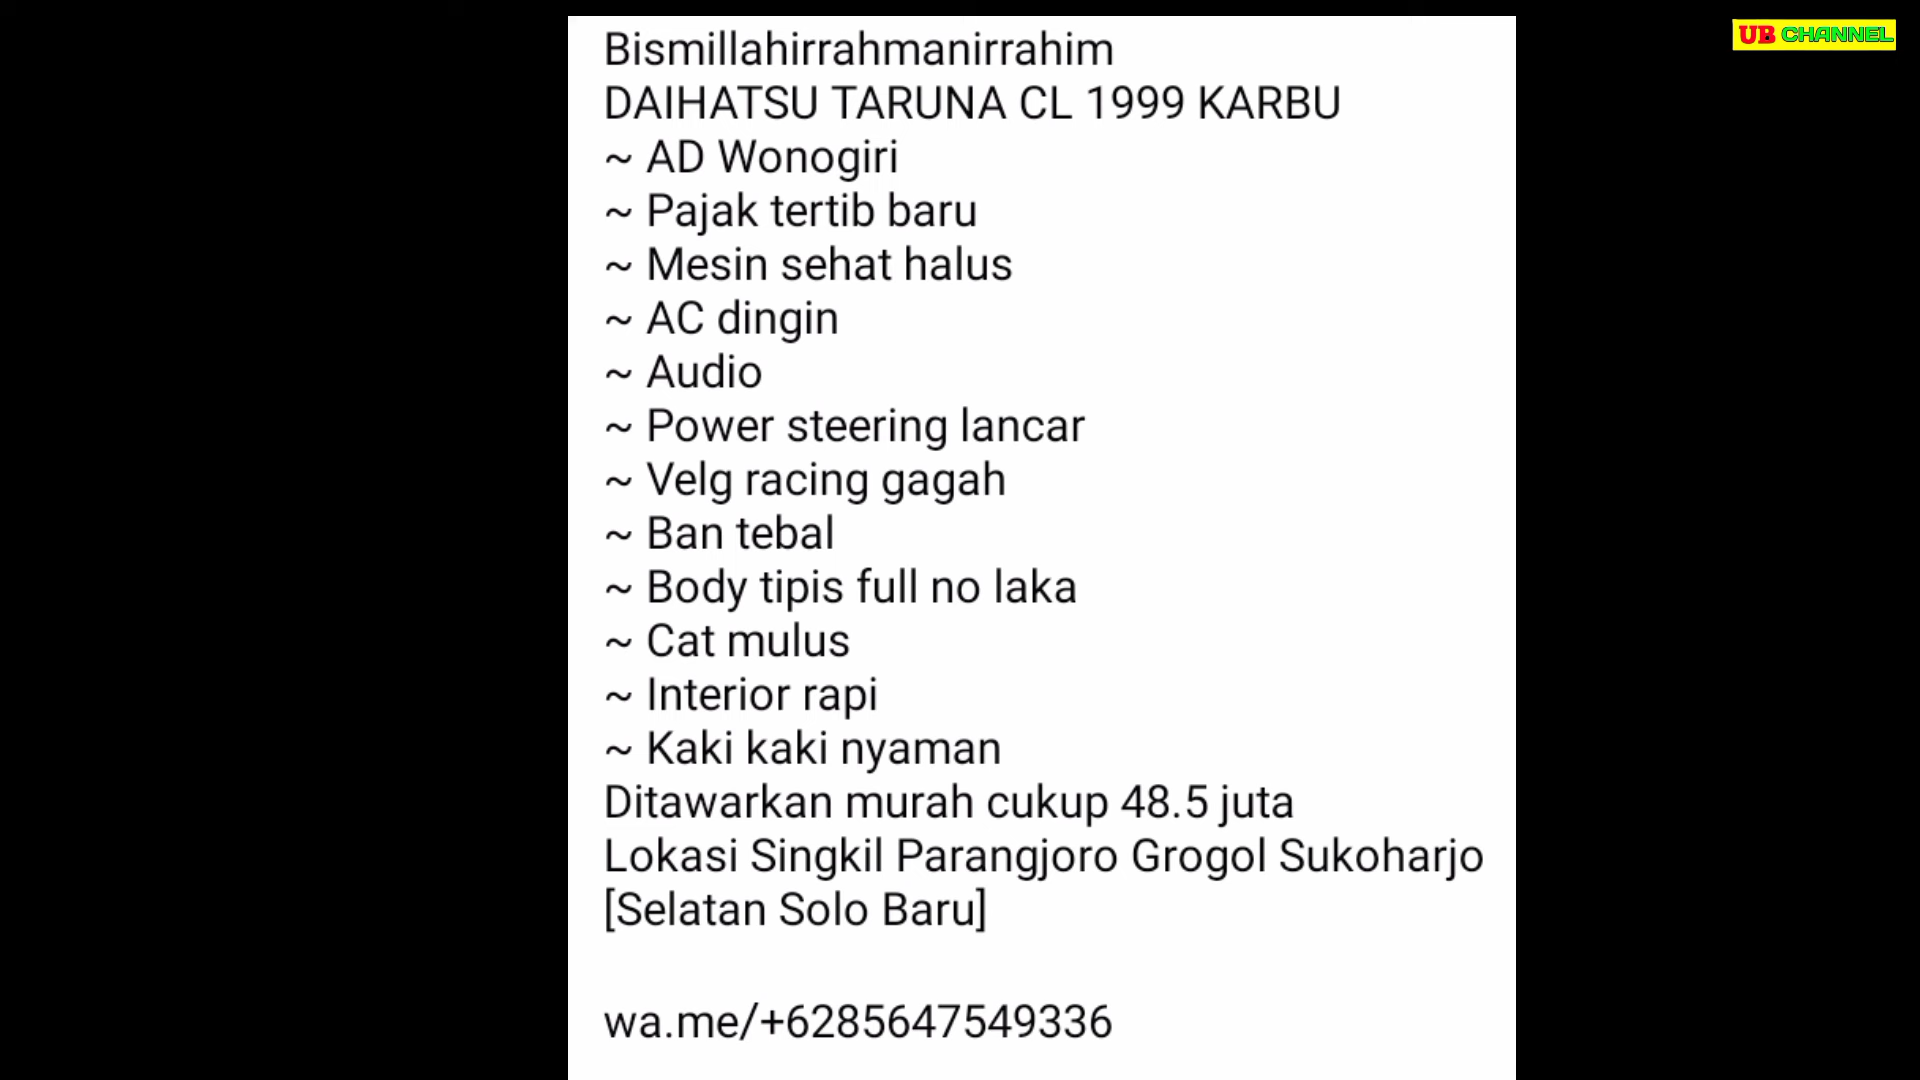 Bismillahirrahmanirrahim
DAIHATSU TARUNA CL 1999 KARBU
~ AD Wonogiri
~ Pajak tertib baru
~ Mesin sehat halus
~ AC dingin
~ Audio
~ Power steering lancar
~ Velg racing gagah
~ Ban tebal
~ Body tipis full no laka
~ Cat mulus
~ Interior rapi
~ Kaki kaki nyaman
Ditawarkan murah cukup 48.5 juta
Lokasi Singkil Parangjoro Grogol Sukoharjo
[Selatan Solo Baru]
wa.me/+6285647549336
UB CHANNEL